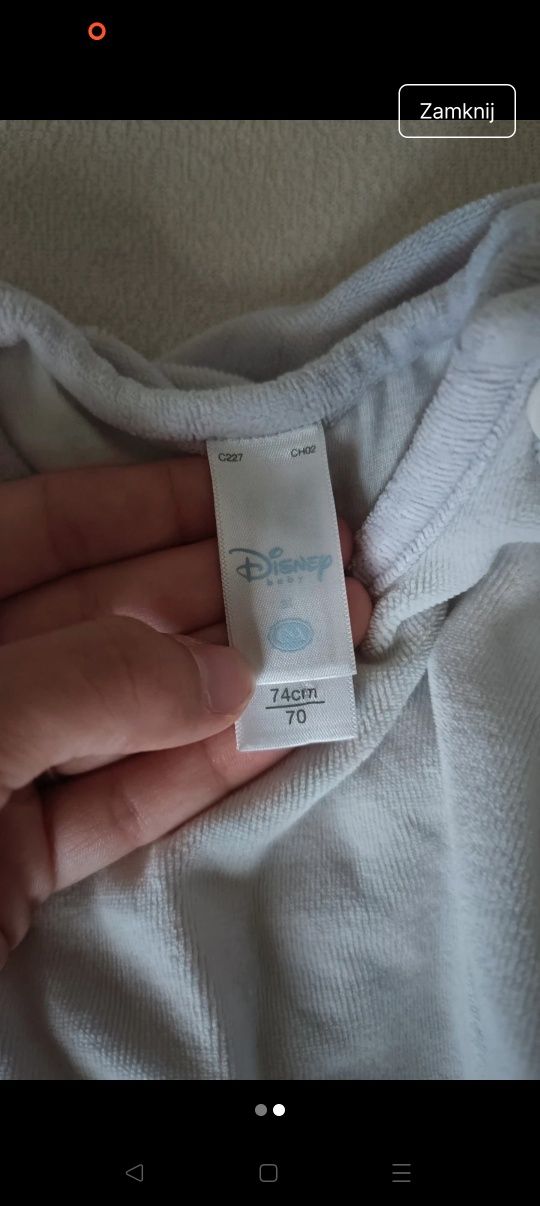 Zamknij
C227 CH02
Disney
BABY
74cm
70